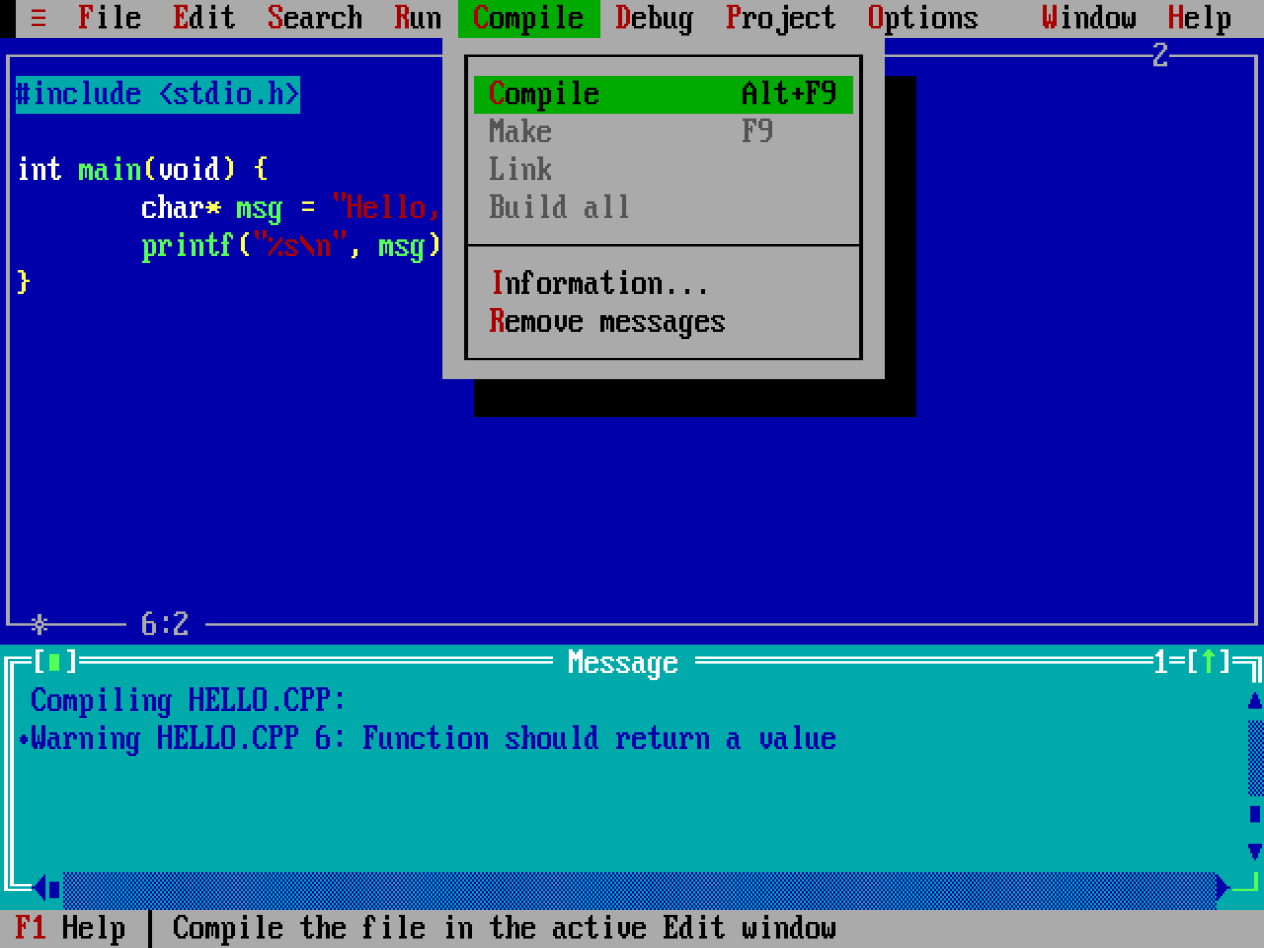 ≡ File Edit Search Run Compile Debug Project Options Window Help
2
#include <stdio.h>
int main(void) {
char* msg = "Hello,
printf("%s\n", msg)
}
Compile Alt+F9
Make F9
Link
Build all
Information...
Remove messages
6:2
Message 1=[↑]
Compiling HELLO.CPP:
•Warning HELLO.CPP 6: Function should return a value
F1 Help │ Compile the file in the active Edit window